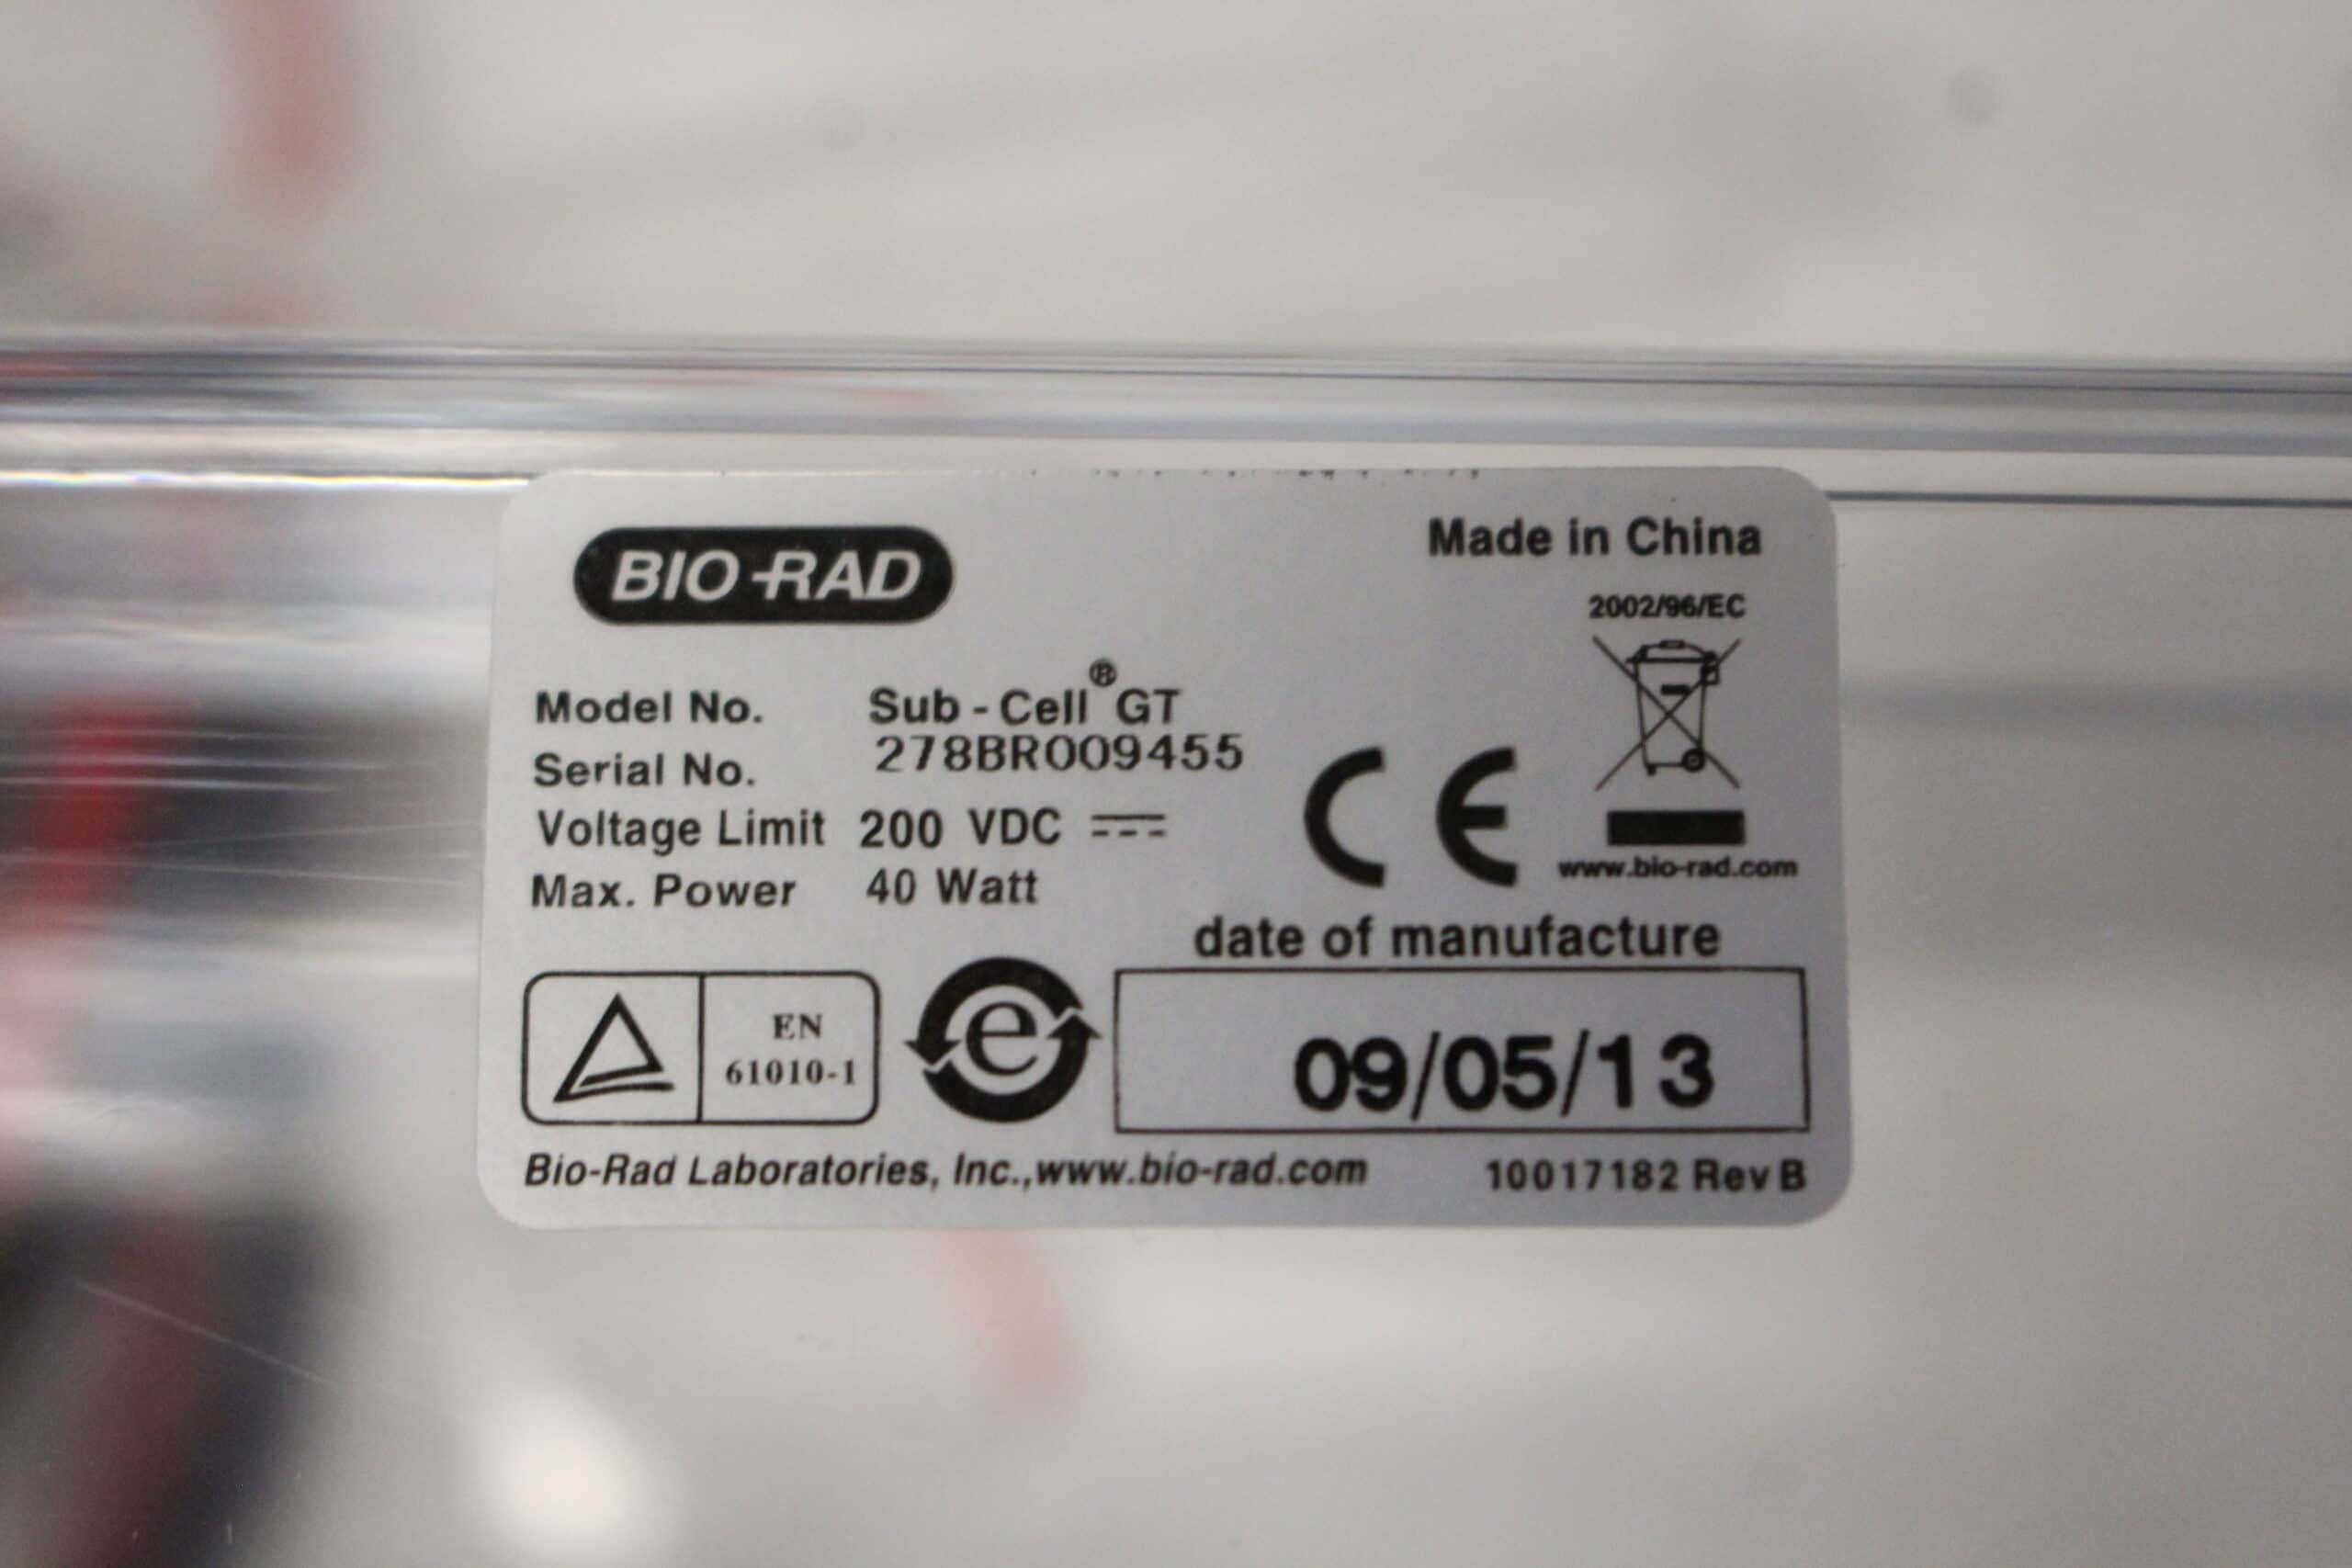 BIO-RAD
Made in China
2002/96/EC
Model No. Sub-Cell® GT
Serial No. 278BR009455
Voltage Limit 200 VDC
Max. Power 40 Watt
www.bio-rad.com
CE
date of manufacture
EN
61010-1
e
09/05/13
Bio-Rad Laboratories, Inc.,www.bio-rad.com
10017182 Rev B